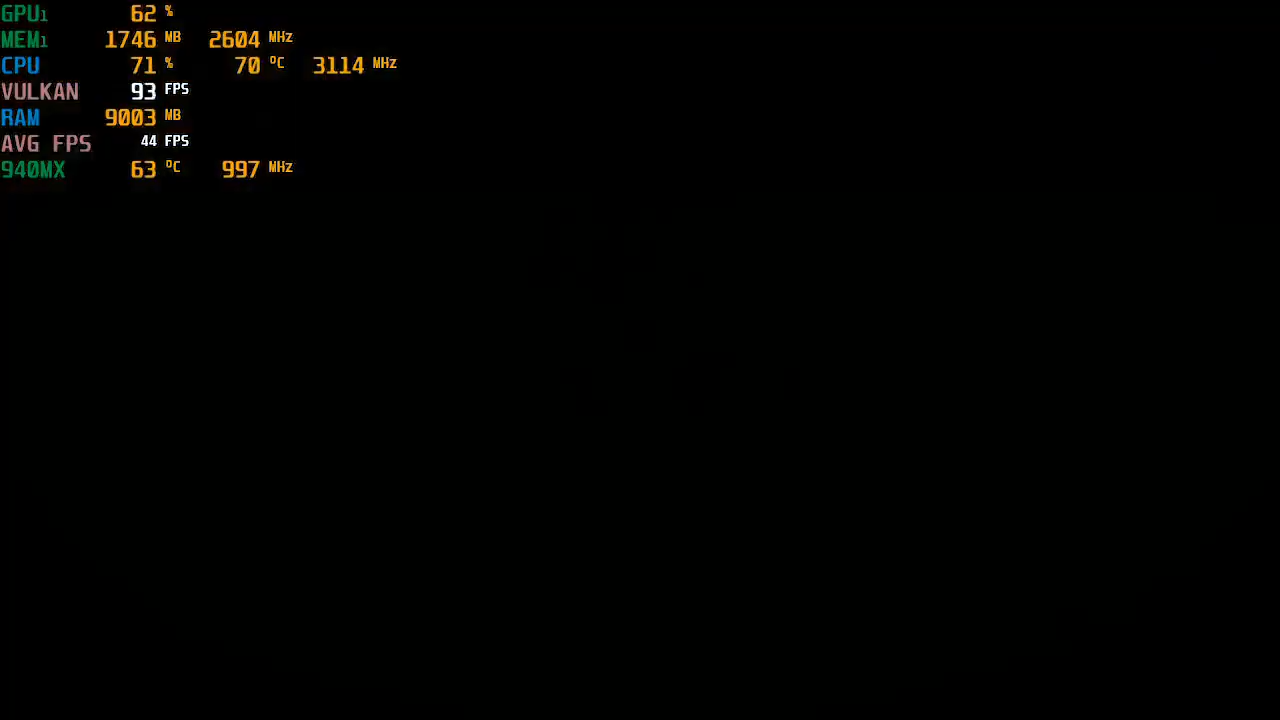 GPU1 62 %
MEM1 1746 MB 2604 MHz
CPU 71 % 70 °C 3114 MHz
VULKAN 93 FPS
RAM 9003 MB
AVG FPS 44 FPS
940MX 63 °C 997 MHz